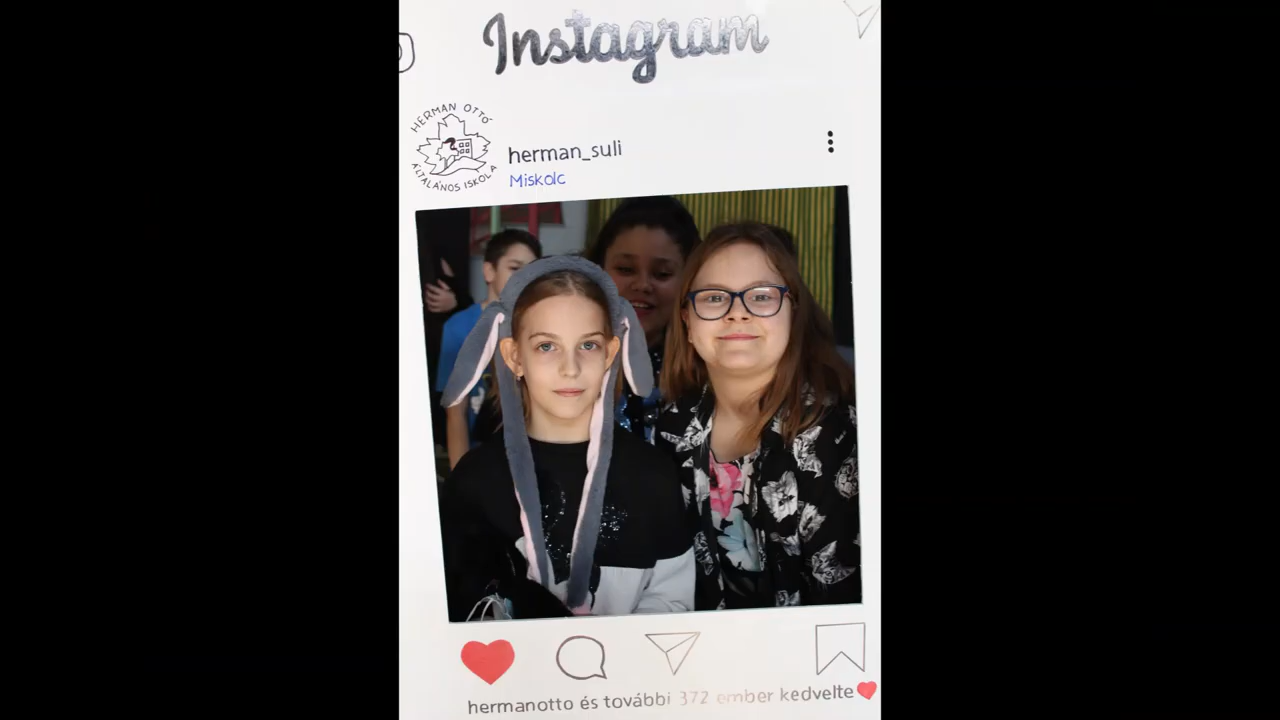 Instagram
HERMAN OTTÓ
ÁLTALÁNOS ISKOLA
herman_suli
Miskolc
hermanotto és további 372 ember kedvelte